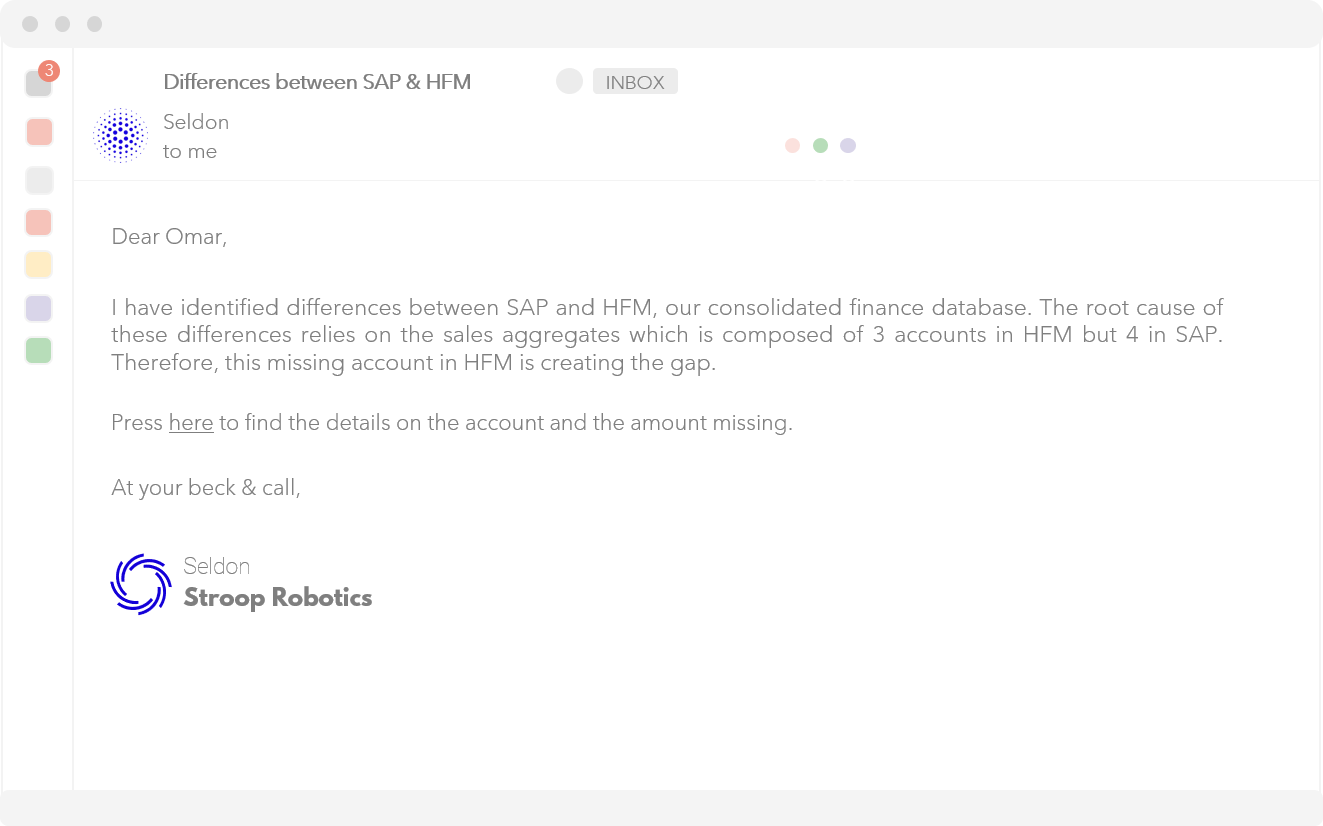 3
Differences between SAP & HFM
INBOX
Seldon
to me
Dear Omar,
I have identified differences between SAP and HFM, our consolidated finance database. The root cause of
these differences relies on the sales aggregates which is composed of 3 accounts in HFM but 4 in SAP.
Therefore, this missing account in HFM is creating the gap.
Press here to find the details on the account and the amount missing.
At your beck & call,
Seldon
Stroop Robotics